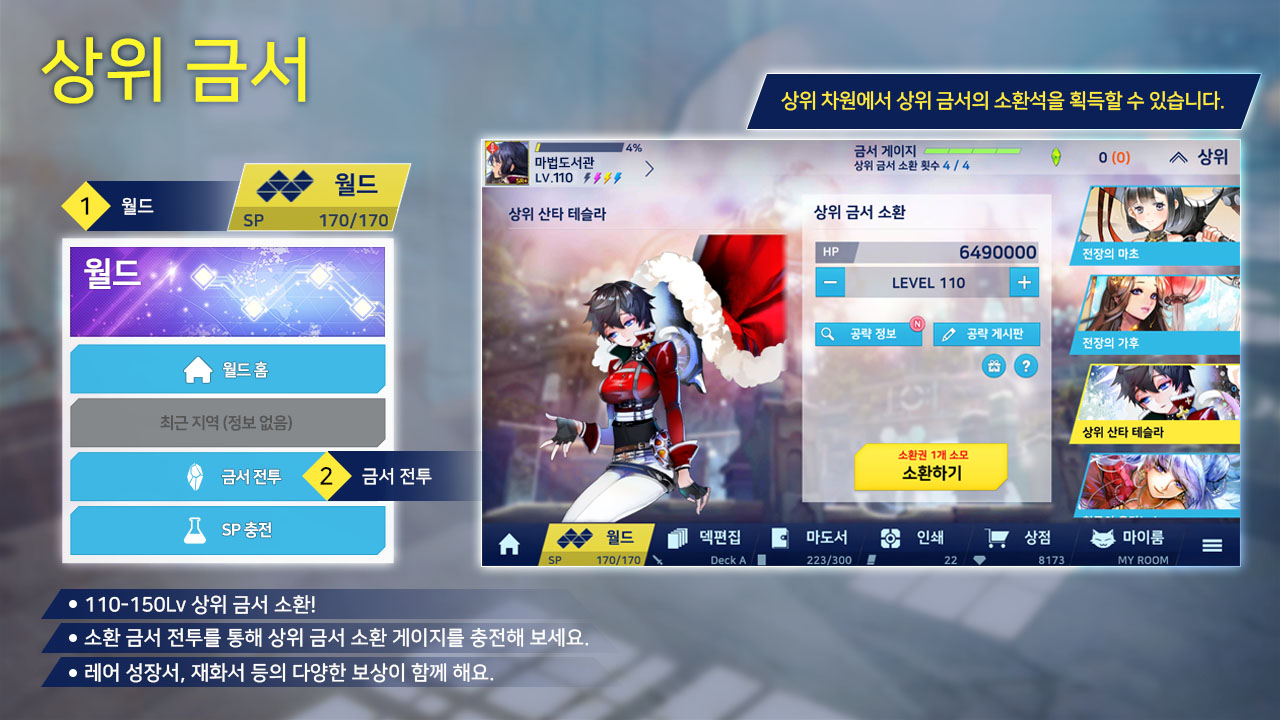 상위 금서
상위 차원에서 상위 금서의 소환석을 획득할 수 있습니다.
1 월드
월드
SP 170/170
월드
월드 홈
최근 지역 (정보 없음)
금서 전투
2 금서 전투
SP 충전
4%
마법도서관
LV.110
금서 게이지
상위 금서 소환 횟수 4 / 4
0 (0)
상위
상위 산타 테슬라
상위 금서 소환
HP 6490000
LEVEL 110
공략 정보
N
공략 게시판
?
소환권 1개 소모
소환하기
전장의 마초
전장의 가후
상위 산타 테슬라
월드
SP 170/170
덱편집
Deck A
마도서
223/300
인쇄
22
상점
8173
마이룸
MY ROOM
• 110-150Lv 상위 금서 소환!
• 소환 금서 전투를 통해 상위 금서 소환 게이지를 충전해 보세요.
• 레어 성장서, 재화서 등의 다양한 보상이 함께 해요.